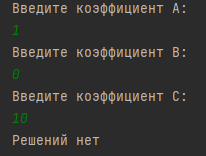 Введите коэффициент A:
1
Введите коэффициент B:
0
Введите коэффициент C:
10
Решений нет